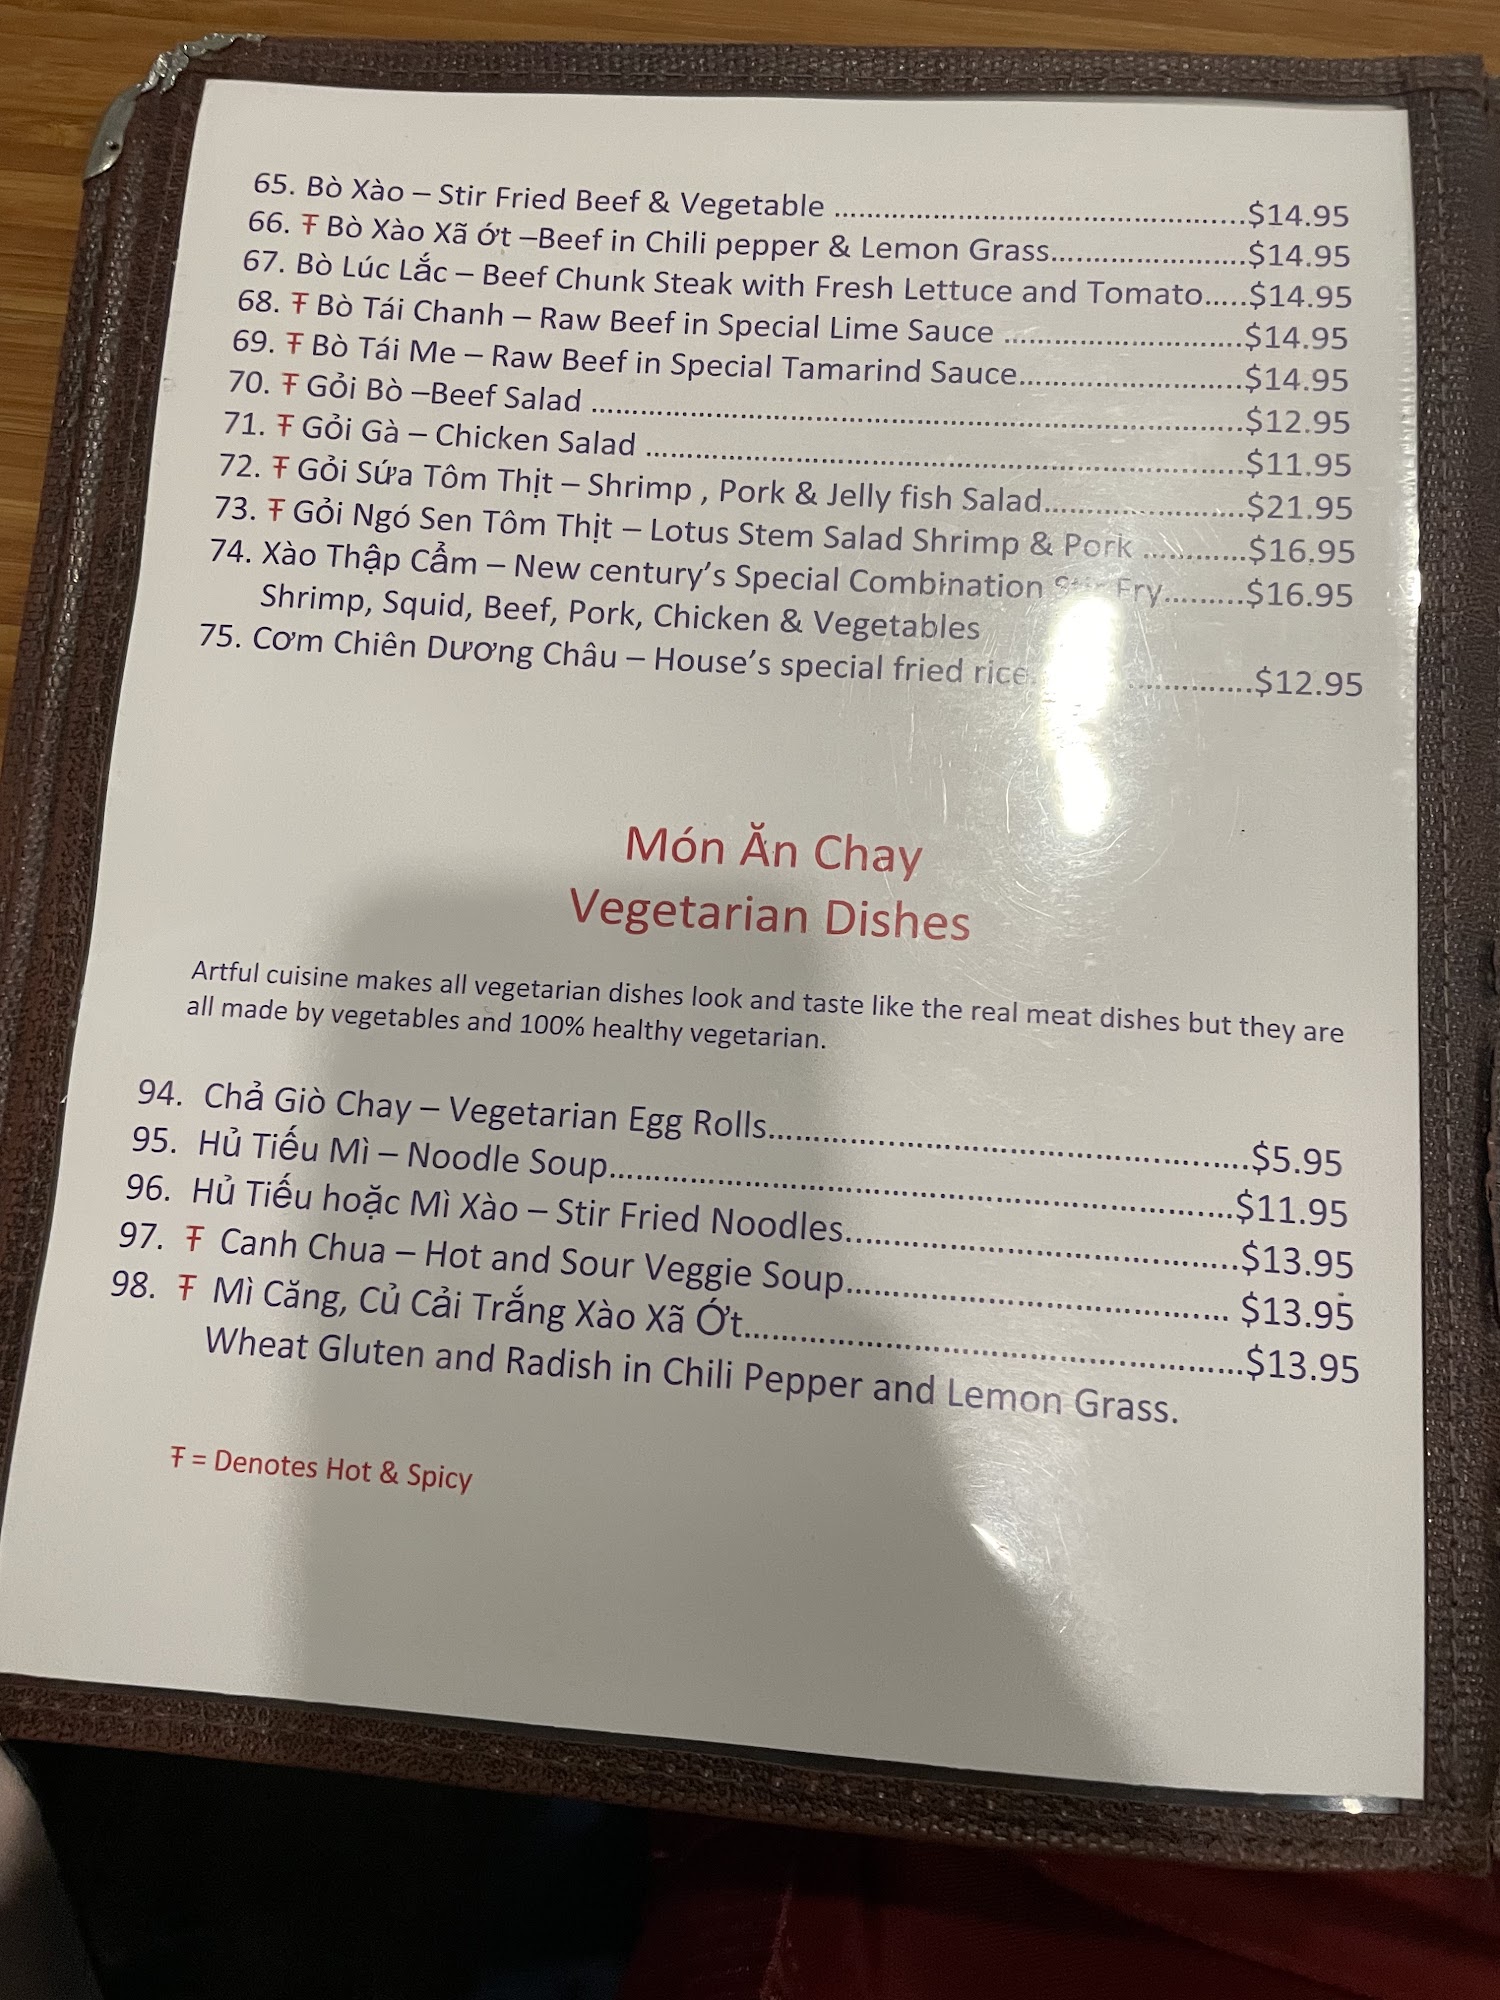 65. Bò Xào – Stir Fried Beef & Vegetable ..................................................$14.95
66. Ŧ Bò Xào Xã ớt –Beef in Chili pepper & Lemon Grass........................$14.95
67. Bò Lúc Lắc – Beef Chunk Steak with Fresh Lettuce and Tomato.....$14.95
68. Ŧ Bò Tái Chanh – Raw Beef in Special Lime Sauce .............................$14.95
69. Ŧ Bò Tái Me – Raw Beef in Special Tamarind Sauce...........................$14.95
70. Ŧ Gỏi Bò –Beef Salad ................................................................................$12.95
71. Ŧ Gỏi Gà – Chicken Salad .........................................................................$11.95
72. Ŧ Gỏi Sứa Tôm Thịt – Shrimp , Pork & Jelly fish Salad........................$21.95
73. Ŧ Gỏi Ngó Sen Tôm Thịt – Lotus Stem Salad Shrimp & Pork ............$16.95
74. Xào Thập Cẩm – New century’s Special Combination Stir Fry.........$16.95
Shrimp, Squid, Beef, Pork, Chicken & Vegetables
75. Cơm Chiên Dương Châu – House’s special fried rice...........................$12.95
Món Ăn Chay
Vegetarian Dishes
Artful cuisine makes all vegetarian dishes look and taste like the real meat dishes but they are
all made by vegetables and 100% healthy vegetarian.
94. Chả Giò Chay – Vegetarian Egg Rolls....................................................$5.95
95. Hủ Tiếu Mì – Noodle Soup...................................................................$11.95
96. Hủ Tiếu hoặc Mì Xào – Stir Fried Noodles..........................................$13.95
97. Ŧ Canh Chua – Hot and Sour Veggie Soup......................................... $13.95
98. Ŧ Mì Căng, Củ Cải Trắng Xào Xã Ớt.....................................................$13.95
Wheat Gluten and Radish in Chili Pepper and Lemon Grass.
Ŧ = Denotes Hot & Spicy